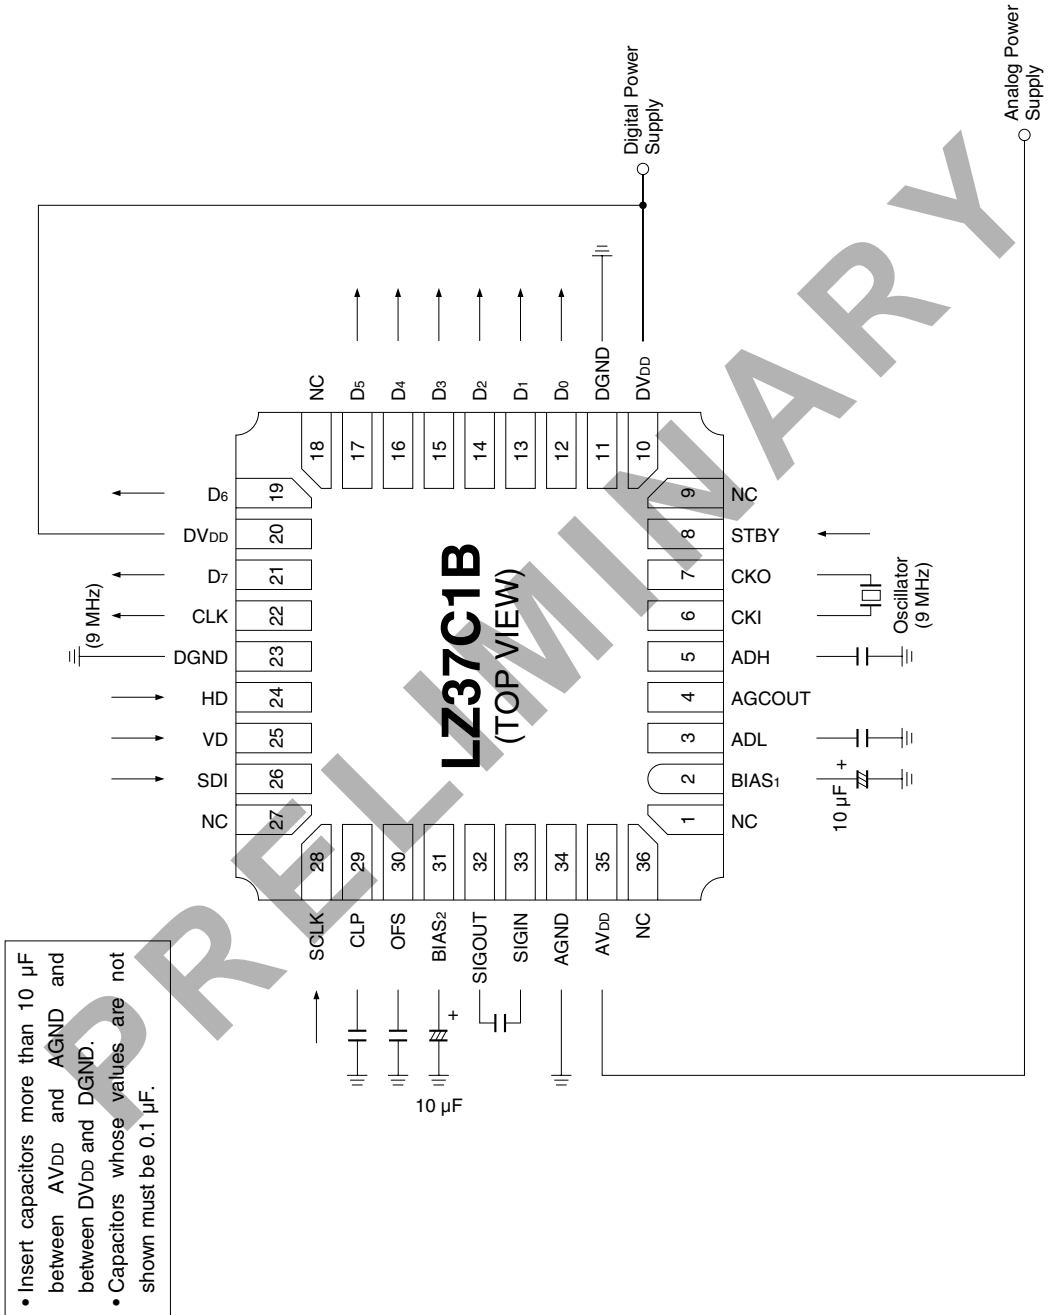 Analog Power
Supply
Digital Power
Supply
NC
D5
D4
D3
D2
D1
D0
DGND
DVDD
18
17
16
15
14
13
12
11
10
D6
19
9
NC
DVDD
20
8
STBY
D7
21
7
CKO
(9 MHz)
CLK
22
6
CKI
Oscillator
(9 MHz)
DGND
23
5
ADH
HD
24
4
AGCOUT
VD
25
3
ADL
SDI
26
2
BIAS1
10 µF
+
NC
27
1
NC
LZ37C1B
(TOP VIEW)
28
29
30
31
32
33
34
35
36
SCLK
CLP
OFS
BIAS2
SIGOUT
SIGIN
AGND
AVDD
NC
+
10 µF
• Insert capacitors more than 10 µF
between AVDD and AGND and
between DVDD and DGND.
• Capacitors whose values are not
shown must be 0.1 µF.
PRELIMINARY